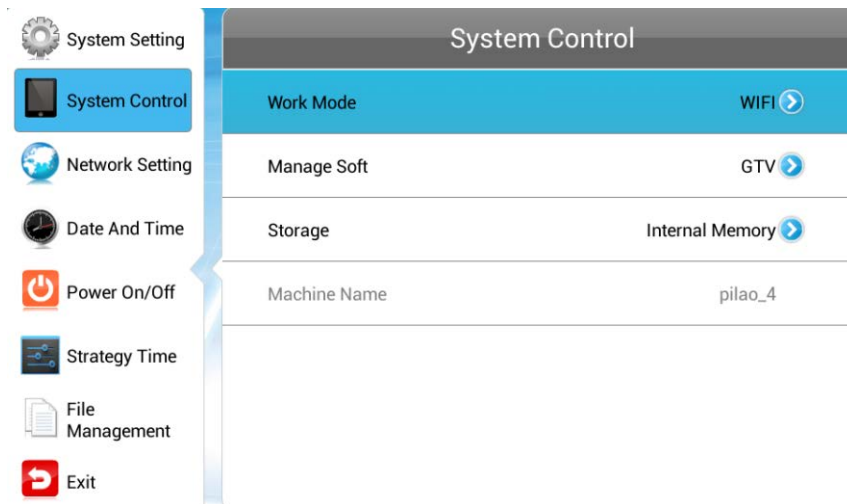 System Setting
System Control
Network Setting
Date And Time
Power On/Off
Strategy Time
File
Management
Exit
System Control
Work Mode WIFI
Manage Soft GTV
Storage Internal Memory
Machine Name pilao_4